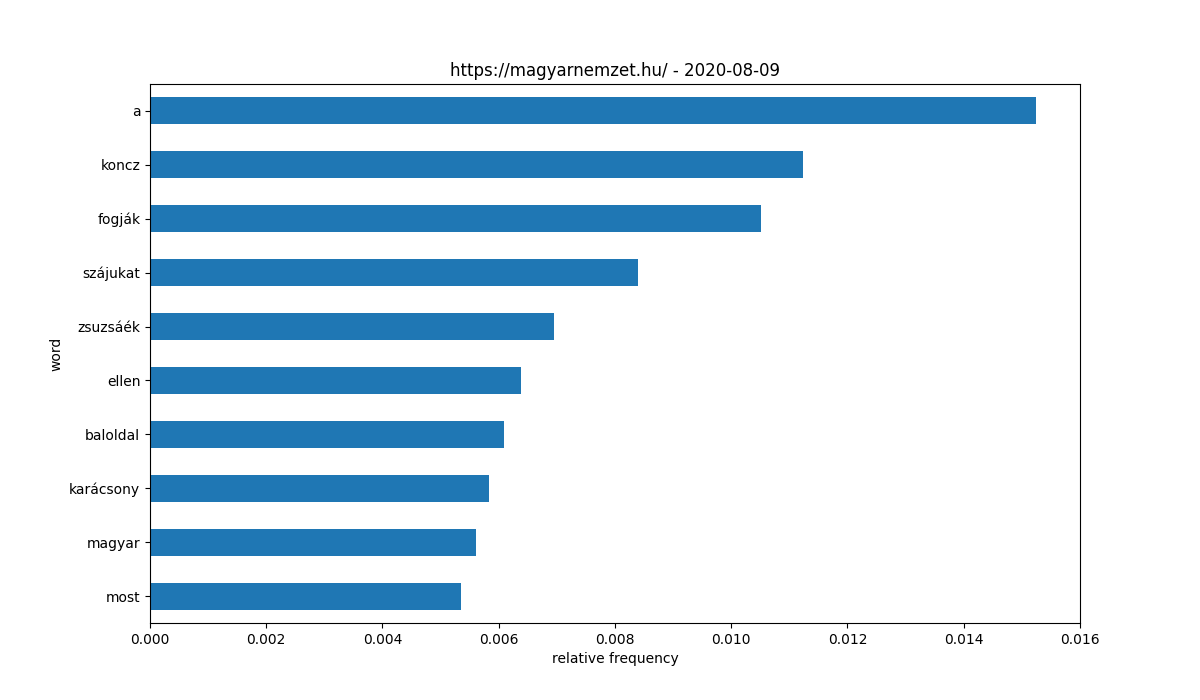 https://magyarnemzet.hu/ - 2020-08-09
a
koncz
fogják
szájukat
zsuzsáék
ellen
baloldal
karácsony
magyar
most
word
0.000 0.002 0.004 0.006 0.008 0.010 0.012 0.014 0.016
relative frequency